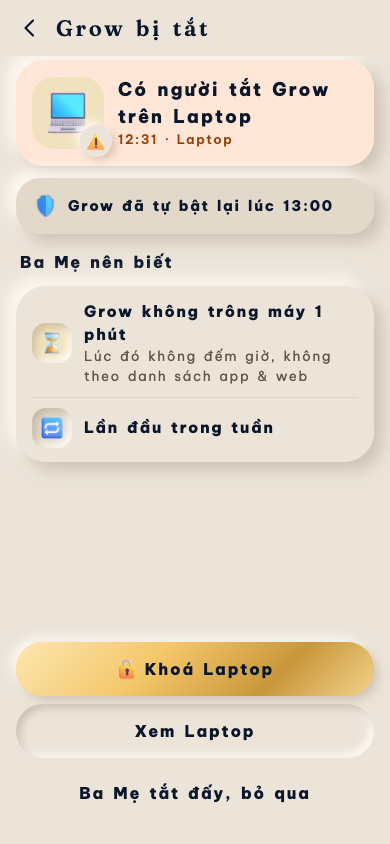 Grow bị tắt
Có người tắt Grow
trên Laptop
12:31 · Laptop
Grow đã tự bật lại lúc 13:00
Ba Mẹ nên biết
Grow không trông máy 1
phút
Lúc đó không đếm giờ, không
theo danh sách app & web
Lần đầu trong tuần
Khoá Laptop
Xem Laptop
Ba Mẹ tắt đấy, bỏ qua